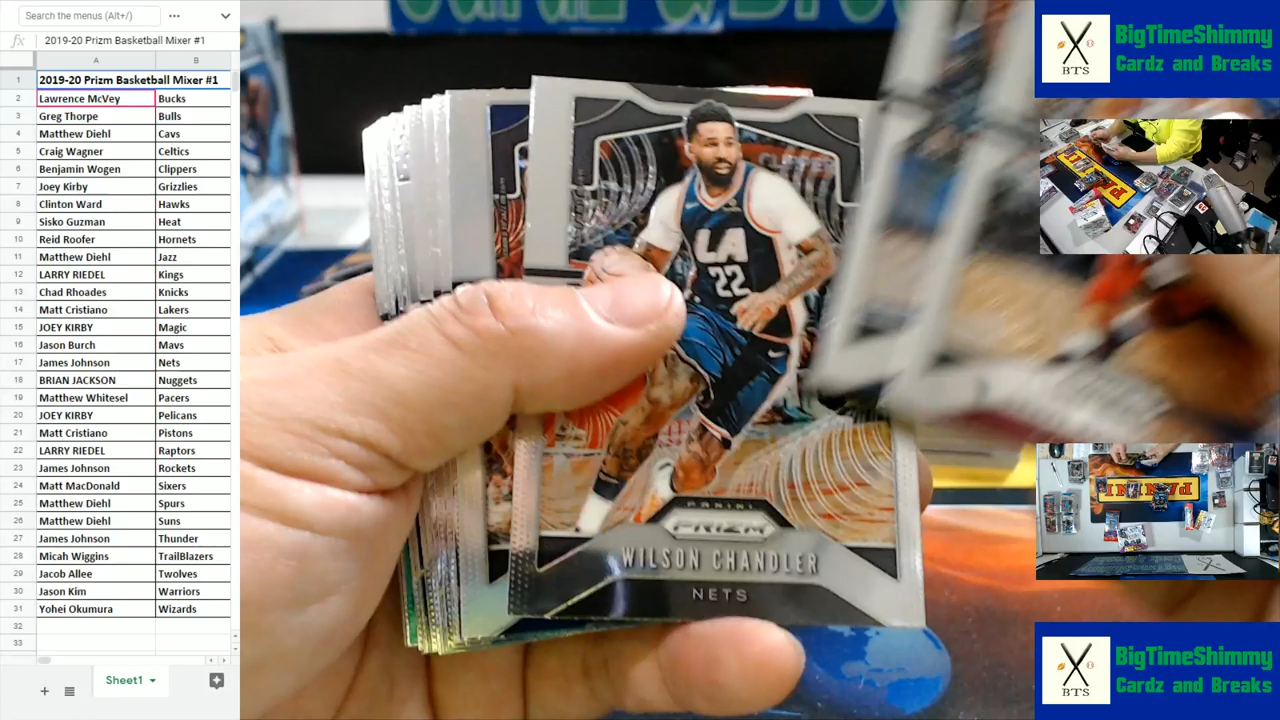 Search the menus (Alt+/)
fx 2019-20 Prizm Basketball Mixer #1
A B
1 2019-20 Prizm Basketball Mixer #1
2 Lawrence McVey Bucks
3 Greg Thorpe Bulls
4 Matthew Diehl Cavs
5 Craig Wagner Celtics
6 Benjamin Wogen Clippers
7 Joey Kirby Grizzlies
8 Clinton Ward Hawks
9 Sisko Guzman Heat
10 Reid Roofer Hornets
11 Matthew Diehl Jazz
12 LARRY RIEDEL Kings
13 Chad Rhoades Knicks
14 Matt Cristiano Lakers
15 JOEY KIRBY Magic
16 Jason Burch Mavs
17 James Johnson Nets
18 BRIAN JACKSON Nuggets
19 Matthew Whitesel Pacers
20 JOEY KIRBY Pelicans
21 Matt Cristiano Pistons
22 LARRY RIEDEL Raptors
23 James Johnson Rockets
24 Matt MacDonald Sixers
25 Matthew Diehl Spurs
26 Matthew Diehl Suns
27 James Johnson Thunder
28 Micah Wiggins TrailBlazers
29 Jacob Allee Twolves
30 Jason Kim Warriors
31 Yohei Okumura Wizards
32
33
Sheet1
LA
22
PANINI
PRIZM
WILSON CHANDLER
NETS
BTS
BigTimeShimmy
Cardz and Breaks
PANINI
BTS
BigTimeShimmy
Cardz and Breaks